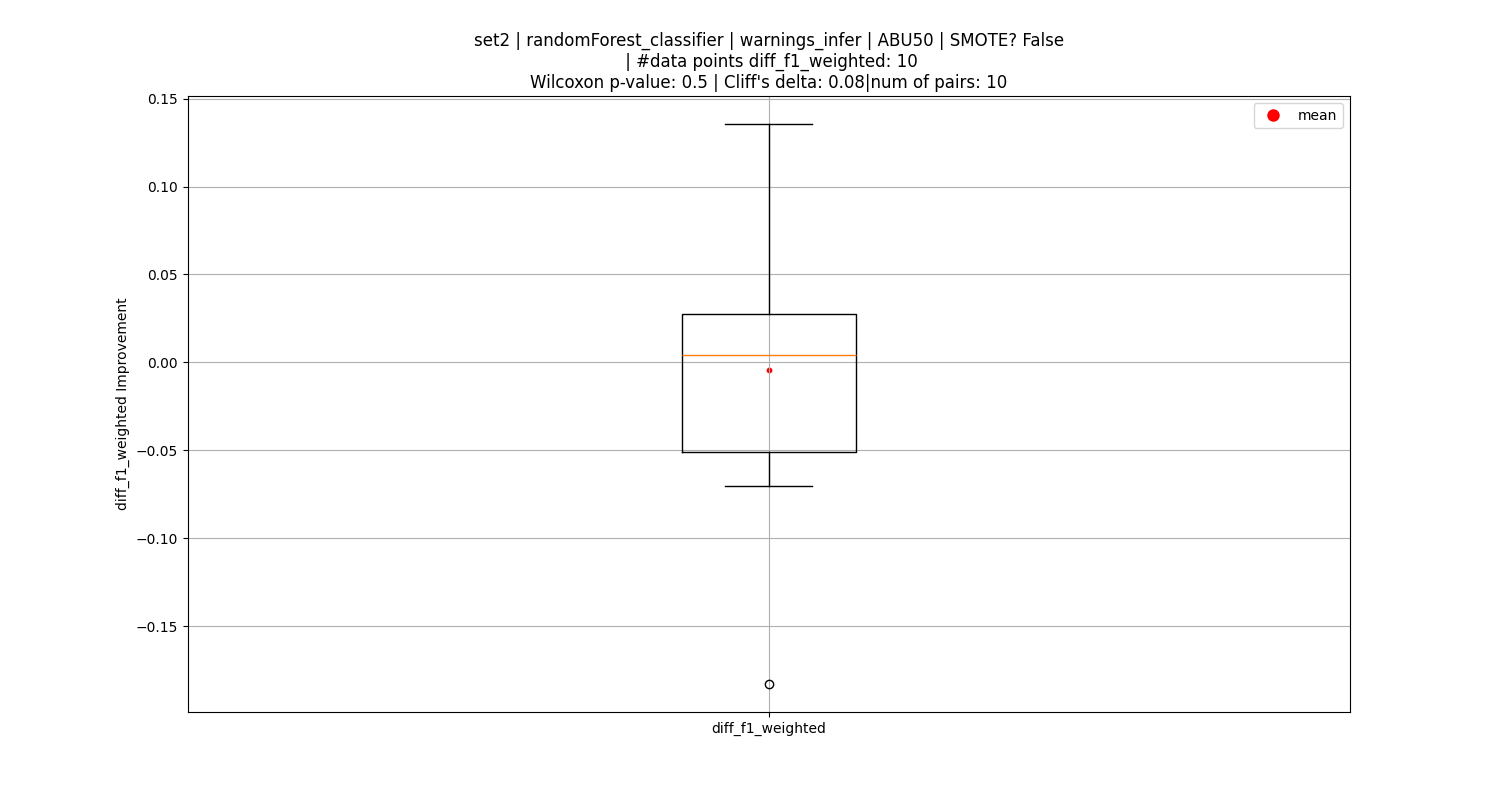 set2 | randomForest_classifier | warnings_infer | ABU50 | SMOTE? False
| #data points diff_f1_weighted: 10
Wilcoxon p-value: 0.5 | Cliff's delta: 0.08|num of pairs: 10
mean
0.15
0.10
0.05
0.00
−0.05
−0.10
−0.15
diff_f1_weighted Improvement
diff_f1_weighted